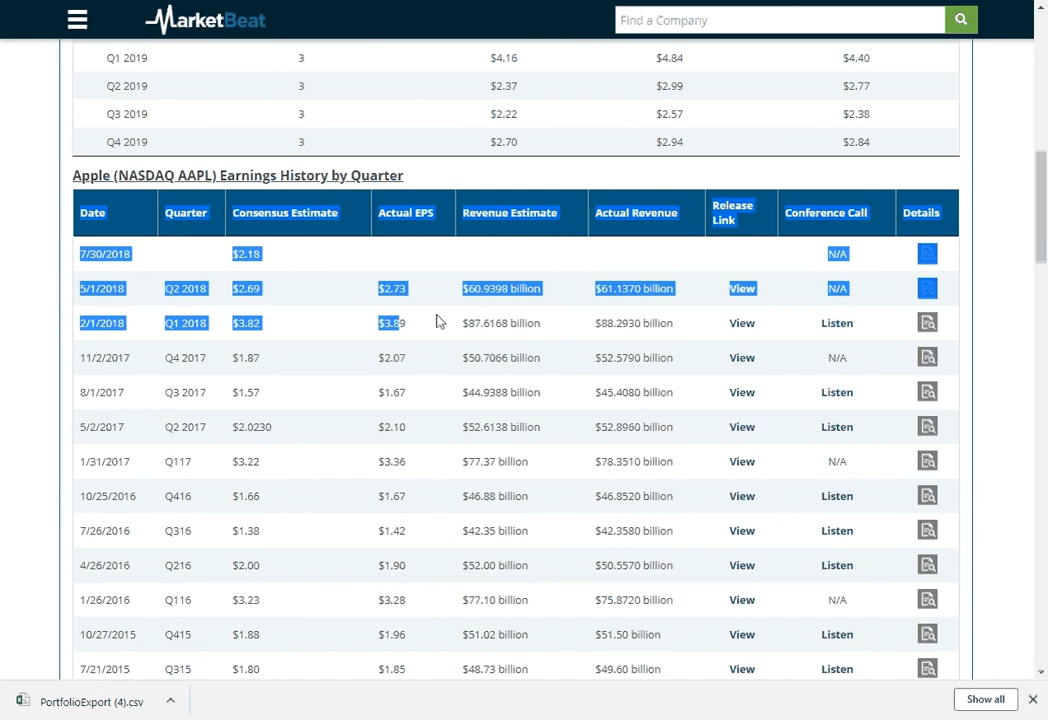 MarketBeat
Find a Company
Q1 2019 3 $4.16 $4.84 $4.40
Q2 2019 3 $2.37 $2.99 $2.77
Q3 2019 3 $2.22 $2.57 $2.38
Q4 2019 3 $2.70 $2.94 $2.84
Apple (NASDAQ AAPL) Earnings History by Quarter
Date Quarter Consensus Estimate Actual EPS Revenue Estimate Actual Revenue Release Link Conference Call Details
7/30/2018 $2.18 N/A
5/1/2018 Q2 2018 $2.69 $2.73 $60.9398 billion $61.1370 billion View N/A
2/1/2018 Q1 2018 $3.82 $3.89 $87.6168 billion $88.2930 billion View Listen
11/2/2017 Q4 2017 $1.87 $2.07 $50.7066 billion $52.5790 billion View N/A
8/1/2017 Q3 2017 $1.57 $1.67 $44.9388 billion $45.4080 billion View Listen
5/2/2017 Q2 2017 $2.0230 $2.10 $52.6138 billion $52.8960 billion View Listen
1/31/2017 Q117 $3.22 $3.36 $77.37 billion $78.3510 billion View N/A
10/25/2016 Q416 $1.66 $1.67 $46.88 billion $46.8520 billion View Listen
7/26/2016 Q316 $1.38 $1.42 $42.35 billion $42.3580 billion View Listen
4/26/2016 Q216 $2.00 $1.90 $52.00 billion $50.5570 billion View Listen
1/26/2016 Q116 $3.23 $3.28 $77.10 billion $75.8720 billion View N/A
10/27/2015 Q415 $1.88 $1.96 $51.02 billion $51.50 billion View Listen
7/21/2015 Q315 $1.80 $1.85 $48.73 billion $49.60 billion View Listen
PortfolioExport (4).csv
Show all